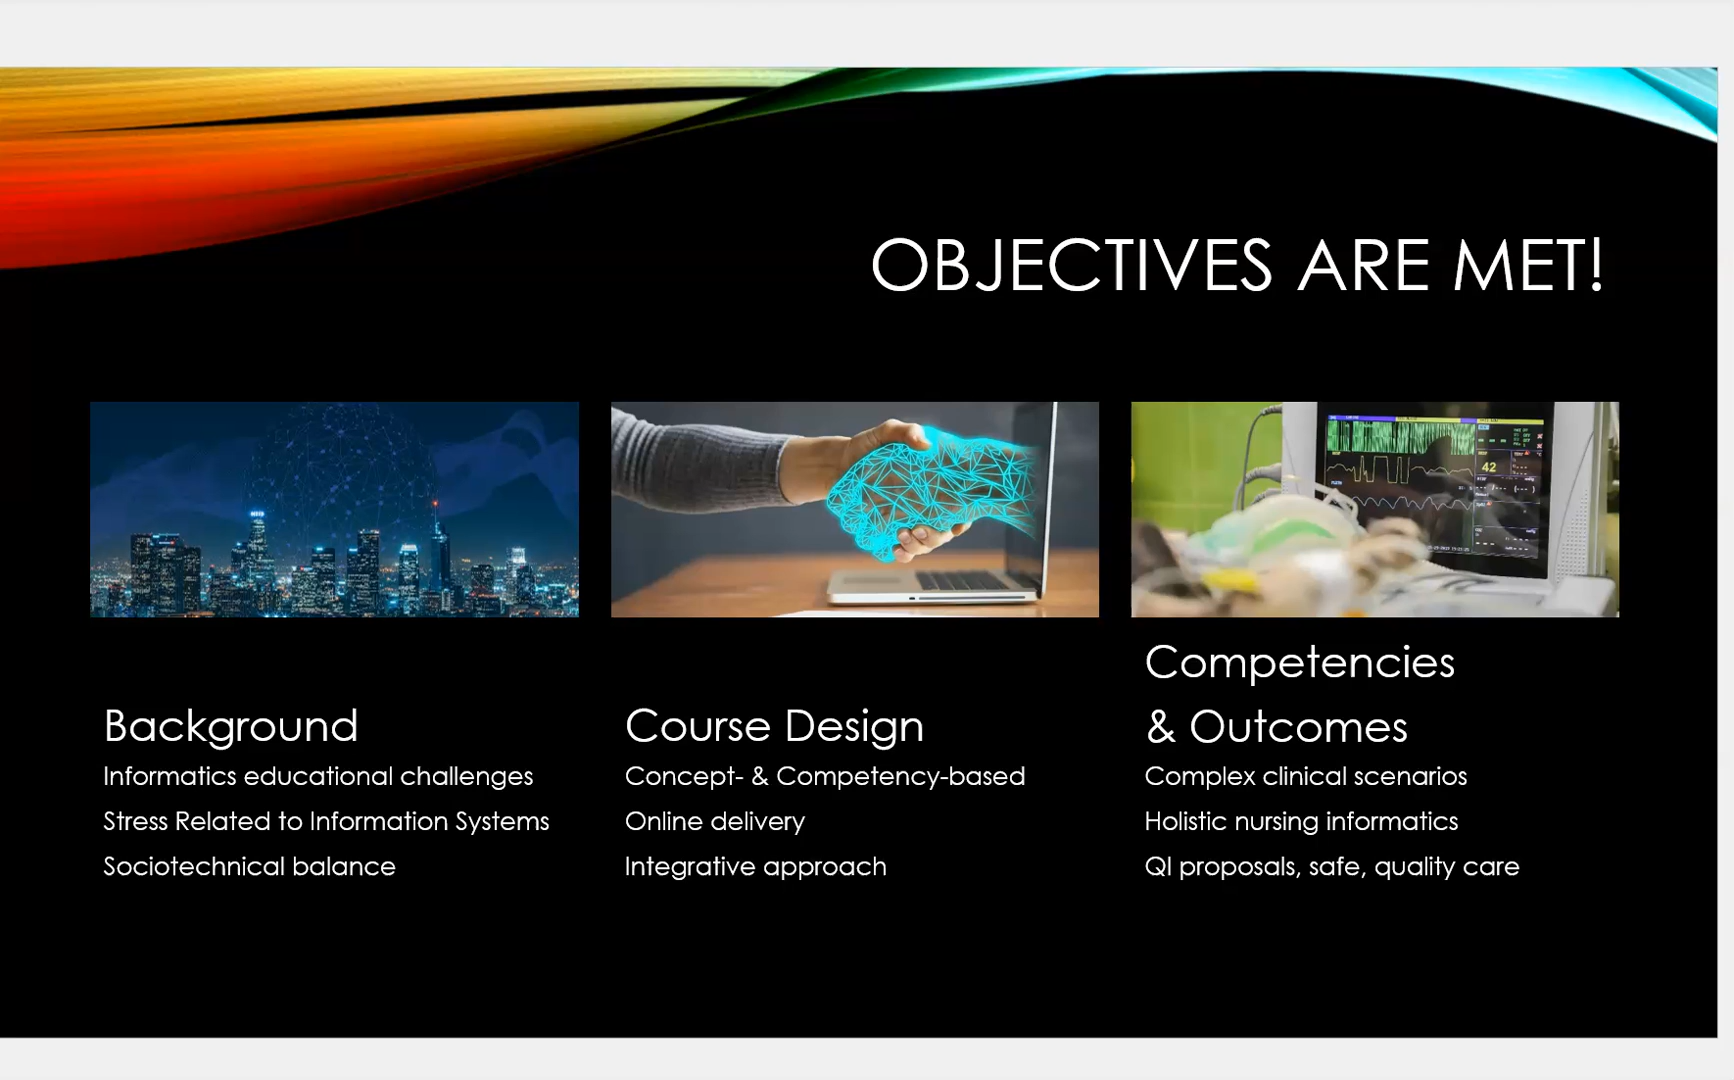 OBJECTIVES ARE MET!
Background
Informatics educational challenges
Stress Related to Information Systems
Sociotechnical balance
Course Design
Concept- & Competency-based
Online delivery
Integrative approach
Competencies
& Outcomes
Complex clinical scenarios
Holistic nursing informatics
QI proposals, safe, quality care
42